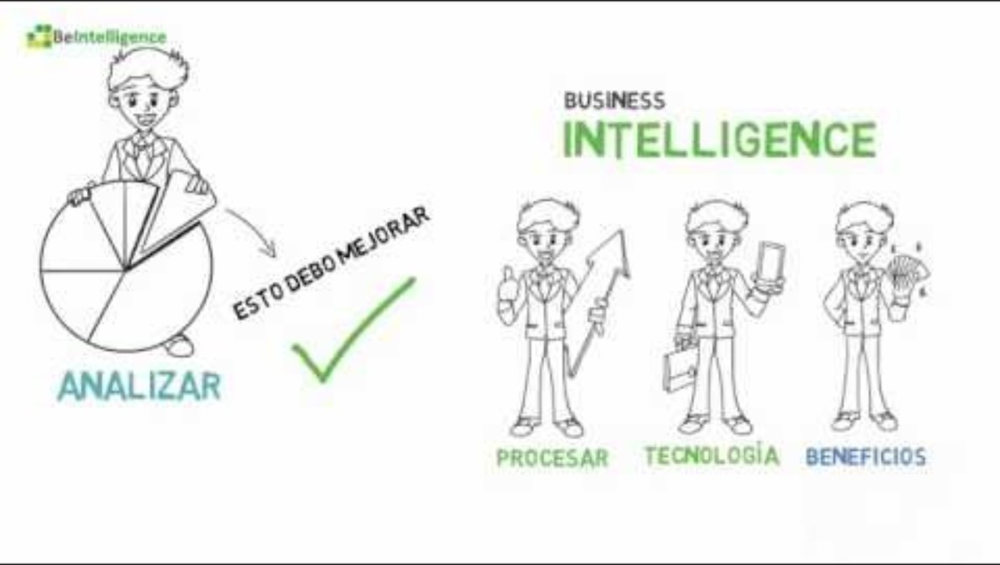 BeIntelligence
ESTO DEBO MEJORAR
ANALIZAR
BUSINESS
INTELLIGENCE
PROCESAR
TECNOLOGÍA
BENEFICIOS